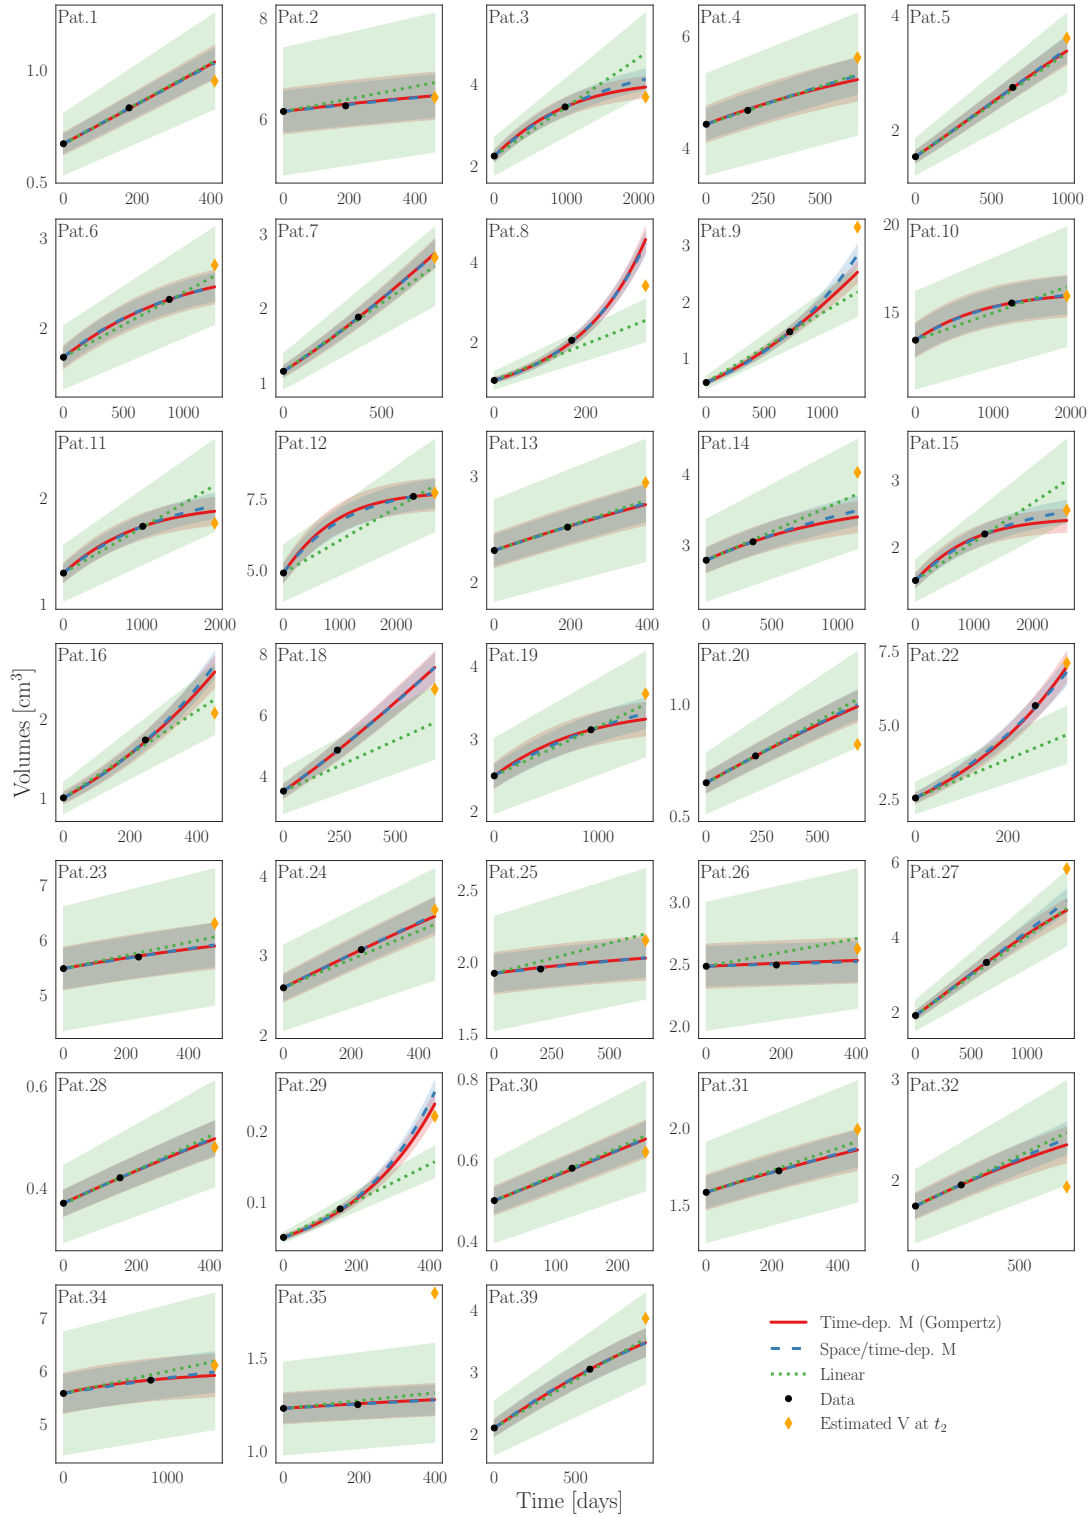 Pat.1 Pat.2 Pat.3 Pat.4 Pat.5
1.0 0.5 8 6 4 2 6 4 4 2
0 200 400 0 200 400 0 1000 2000 0 250 500 0 500 1000
Pat.6 Pat.7 Pat.8 Pat.9 Pat.10
3 2 3 2 1 4 2 3 2 1 20 15
0 500 1000 0 500 0 200 0 500 1000 0 1000 2000
Pat.11 Pat.12 Pat.13 Pat.14 Pat.15
2 1 7.5 5.0 3 2 4 3 3 2
0 1000 2000 0 1000 2000 0 200 400 0 500 1000 0 1000 2000
Pat.16 Pat.18 Pat.19 Pat.20 Pat.22
2 1 8 6 4 4 3 2 1.0 0.5 7.5 5.0 2.5
0 200 400 0 250 500 0 1000 0 250 500 0 200
Pat.23 Pat.24 Pat.25 Pat.26 Pat.27
7 6 5 4 3 2 2.5 2.0 1.5 3.0 2.5 2.0 6 4 2
0 200 400 0 200 400 0 250 500 0 200 400 0 500 1000
Pat.28 Pat.29 Pat.30 Pat.31 Pat.32
0.6 0.4 0.2 0.1 0.8 0.6 0.4 2.0 1.5 3 2
0 200 400 0 200 400 0 100 200 0 200 400 0 500
Pat.34 Pat.35 Pat.39
7 6 5 1.5 1.0 4 3 2
0 1000 0 200 400 0 500
Volumes [cm³]
Time [days]
Time-dep. M (Gompertz)
Space/time-dep. M
Linear
Data
Estimated V at t₂